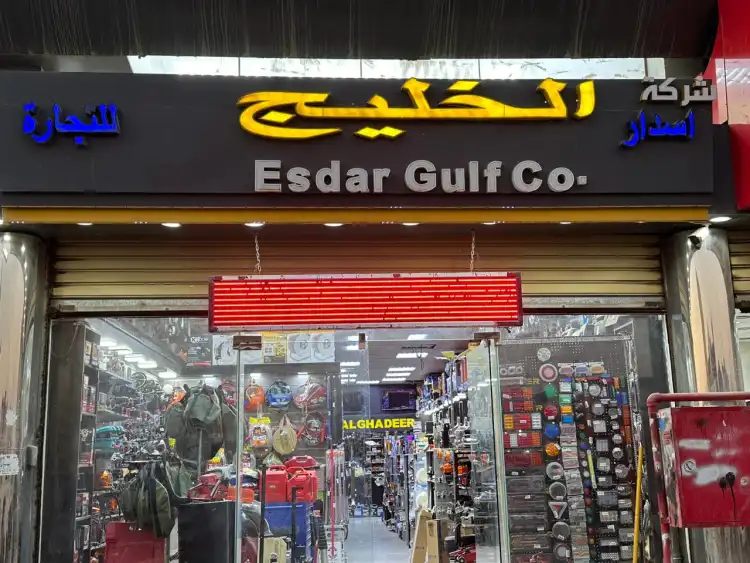 شركة
اسدار
الخليج
للتجارة
Esdar Gulf Co.
ALGHADEER